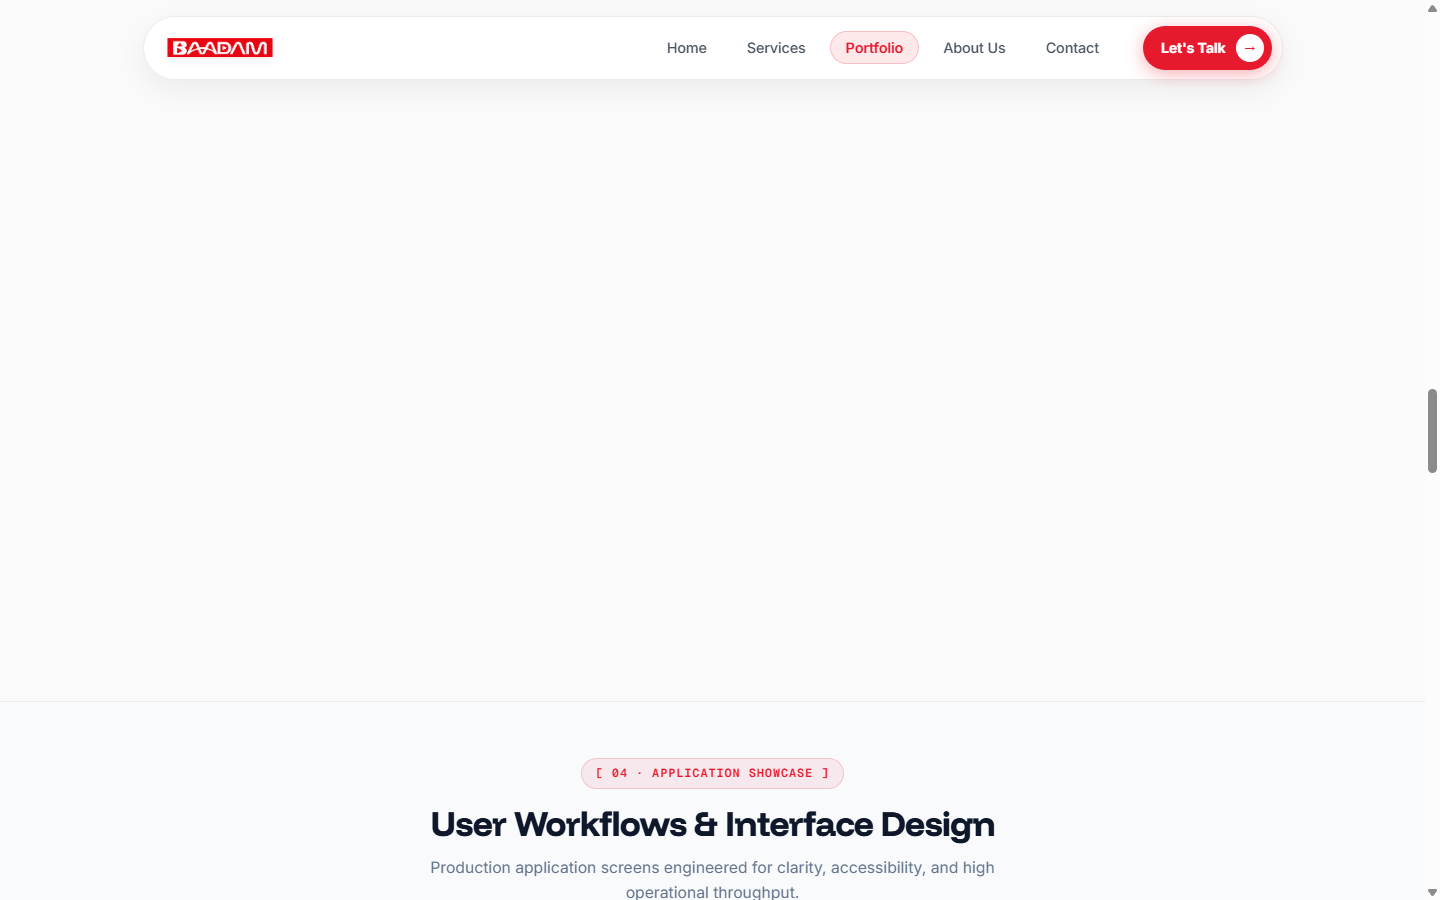 BAADAM
Home
Services
Portfolio
About Us
Contact
Let's Talk →
[ 04 · APPLICATION SHOWCASE ]
User Workflows & Interface Design
Production application screens engineered for clarity, accessibility, and high
operational throughput.